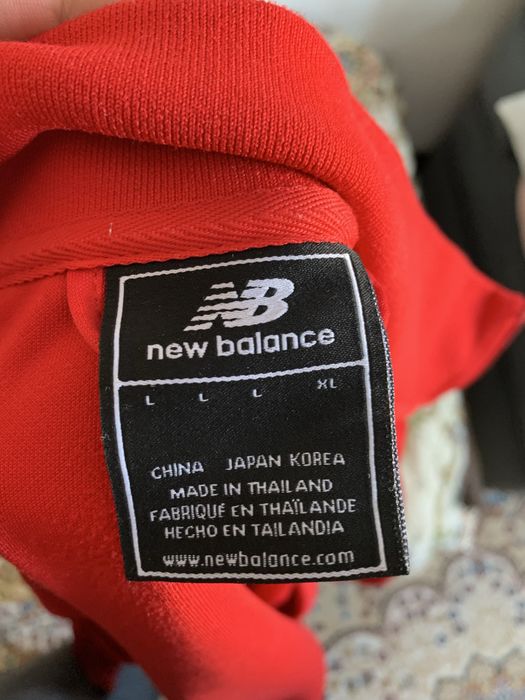 NB
new balance
L L L XL
CHINA JAPAN KOREA
MADE IN THAILAND
FABRIQUÉ EN THAÏLANDE
HECHO EN TAILANDIA
www.newbalance.com